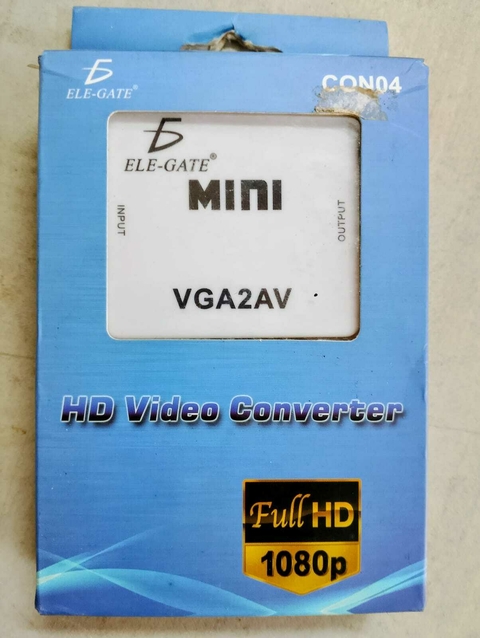 ELE-GATE®
CON04
ELE-GATE®
MINI
INPUT
OUTPUT
VGA2AV
HD Video Converter
Full HD
1080p